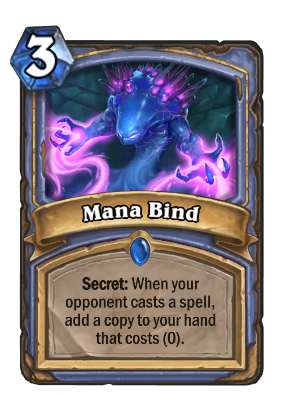 3
Mana Bind
Secret: When your
opponent casts a spell,
add a copy to your hand
that costs (0).